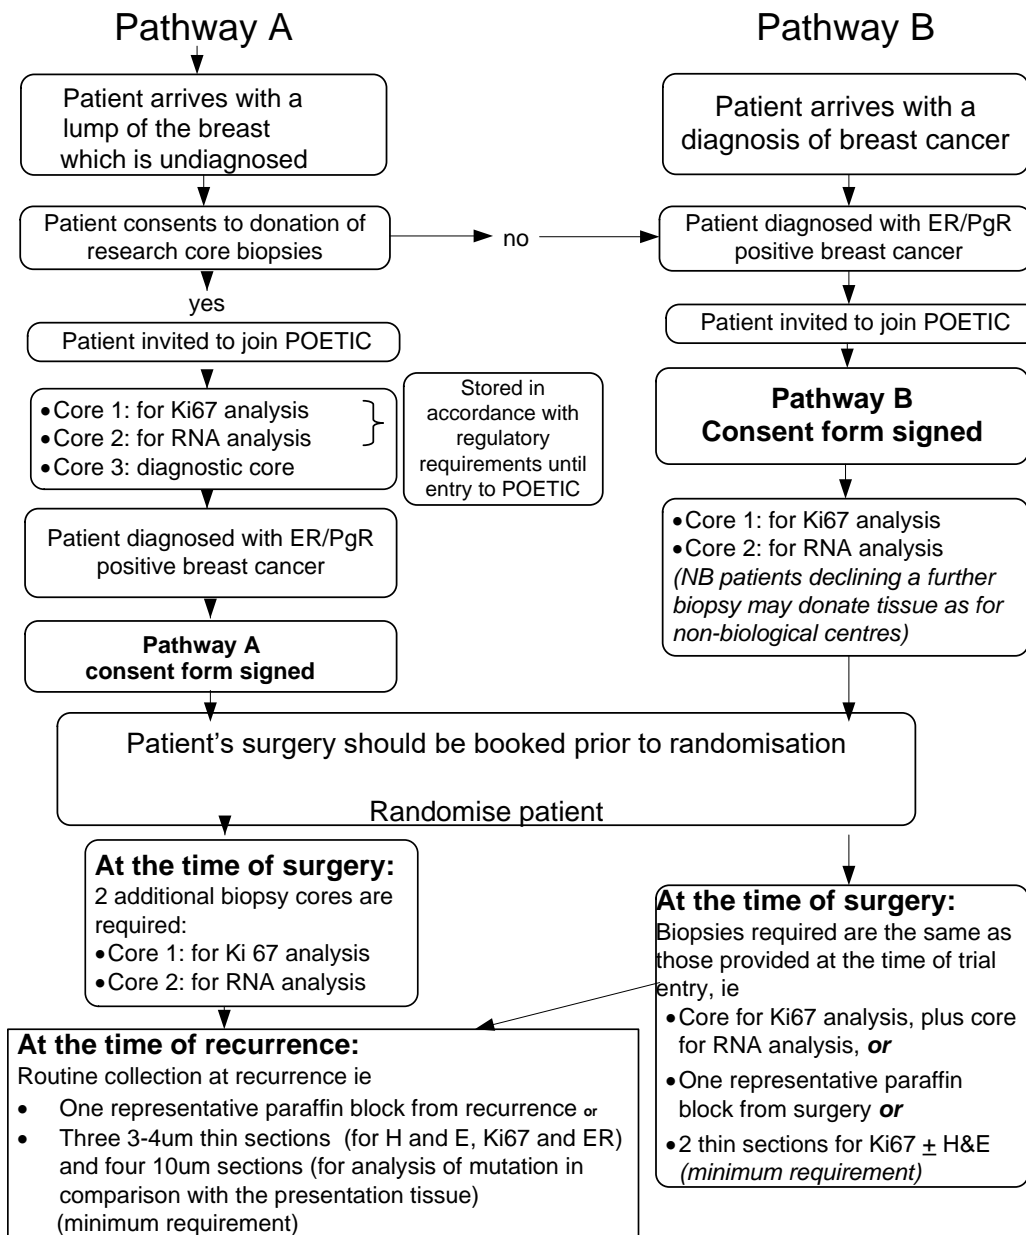 Pathway A
Patient arrives with a
lump of the breast
which is undiagnosed
Patient consents to donation of
research core biopsies
no
yes
Patient invited to join POETIC
•Core 1: for Ki67 analysis
•Core 2: for RNA analysis
•Core 3: diagnostic core
}
Stored in
accordance with
regulatory
requirements until
entry to POETIC
Patient diagnosed with ER/PgR
positive breast cancer
Pathway A
consent form signed
Pathway B
Patient arrives with a
diagnosis of breast cancer
Patient diagnosed with ER/PgR
positive breast cancer
Patient invited to join POETIC
Pathway B
Consent form signed
•Core 1: for Ki67 analysis
•Core 2: for RNA analysis
(NB patients declining a further
biopsy may donate tissue as for
non-biological centres)
Patient's surgery should be booked prior to randomisation
Randomise patient
At the time of surgery:
2 additional biopsy cores are
required:
•Core 1: for Ki 67 analysis
•Core 2: for RNA analysis
At the time of surgery:
Biopsies required are the same as
those provided at the time of trial
entry, ie
•Core for Ki67 analysis, plus core
for RNA analysis, or
•One representative paraffin
block from surgery or
•2 thin sections for Ki67 ± H&E
(minimum requirement)
At the time of recurrence:
Routine collection at recurrence ie
• One representative paraffin block from recurrence or
• Three 3-4um thin sections (for H and E, Ki67 and ER)
and four 10um sections (for analysis of mutation in
comparison with the presentation tissue)
(minimum requirement)